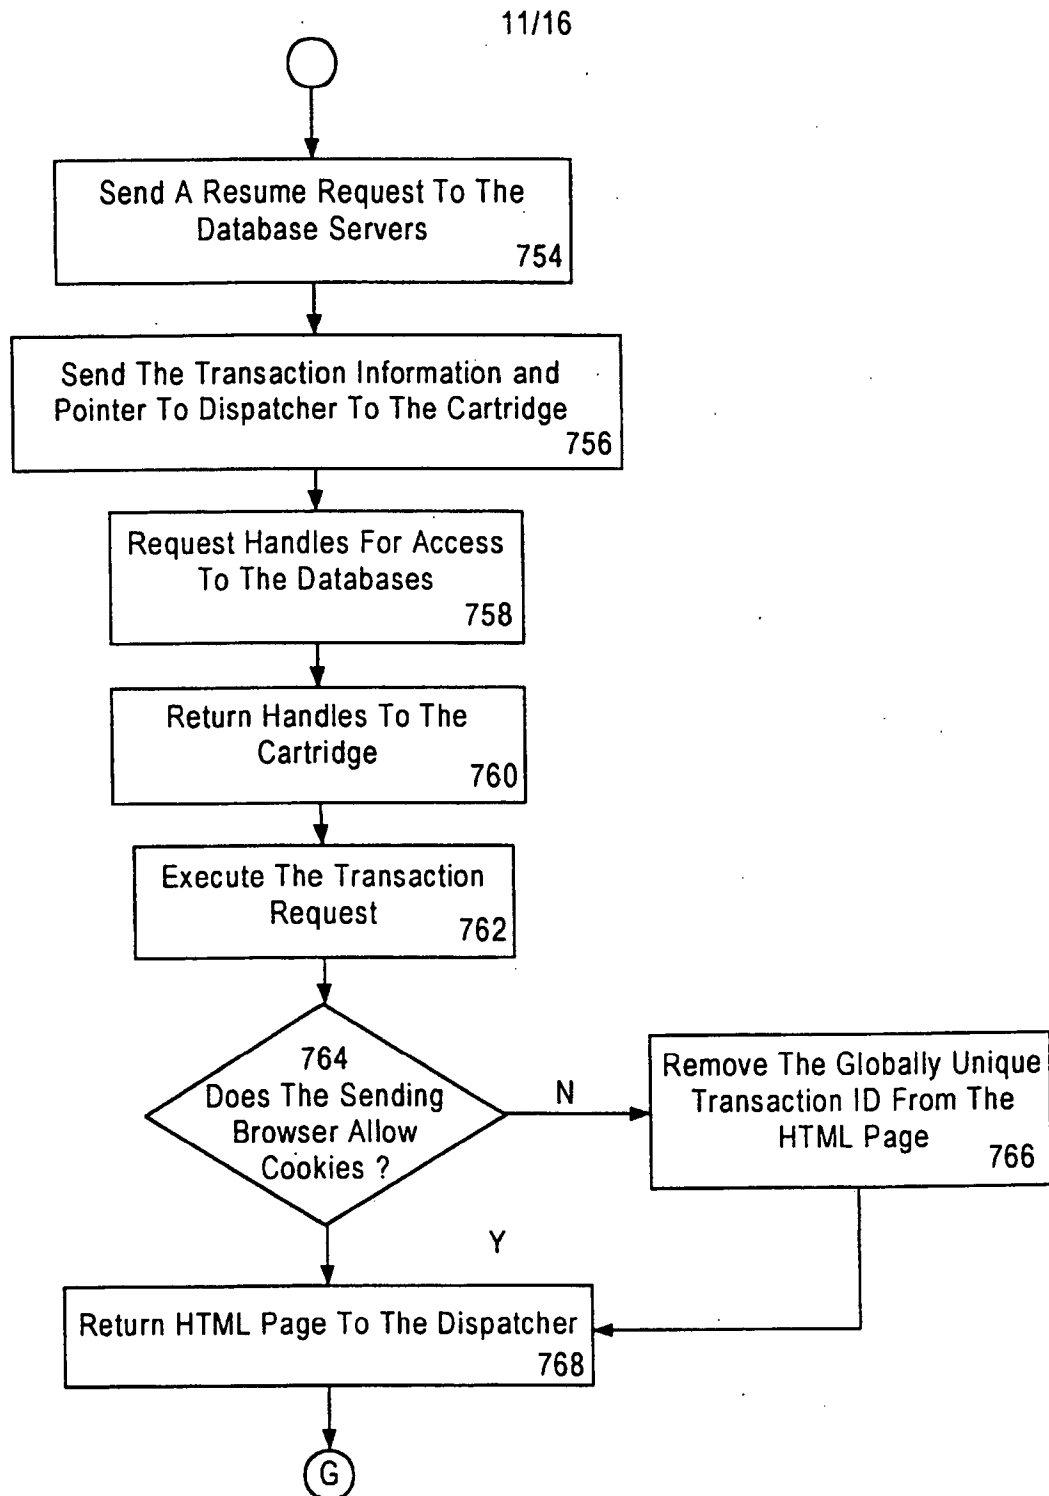 11/16
Send A Resume Request To The
Database Servers
754
Send The Transaction Information and
Pointer To Dispatcher To The Cartridge
756
Request Handles For Access
To The Databases
758
Return Handles To The
Cartridge
760
Execute The Transaction
Request
762
764
Does The Sending
Browser Allow
Cookies ?
N
Remove The Globally Unique
Transaction ID From The
HTML Page
766
Y
Return HTML Page To The Dispatcher
768
G